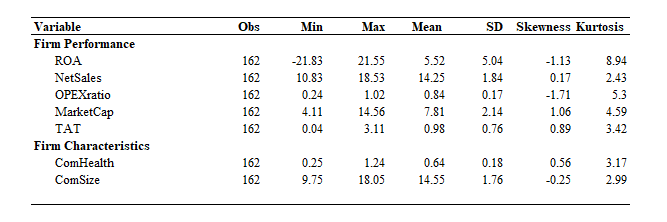 Variable Obs Min Max Mean SD Skewness Kurtosis
Firm Performance
ROA 162 -21.83 21.55 5.52 5.04 -1.13 8.94
NetSales 162 10.83 18.53 14.25 1.84 0.17 2.43
OPEXratio 162 0.24 1.02 0.84 0.17 -1.71 5.3
MarketCap 162 4.11 14.56 7.81 2.14 1.06 4.59
TAT 162 0.04 3.11 0.98 0.76 0.89 3.42
Firm Characteristics
ComHealth 162 0.25 1.24 0.64 0.18 0.56 3.17
ComSize 162 9.75 18.05 14.55 1.76 -0.25 2.99